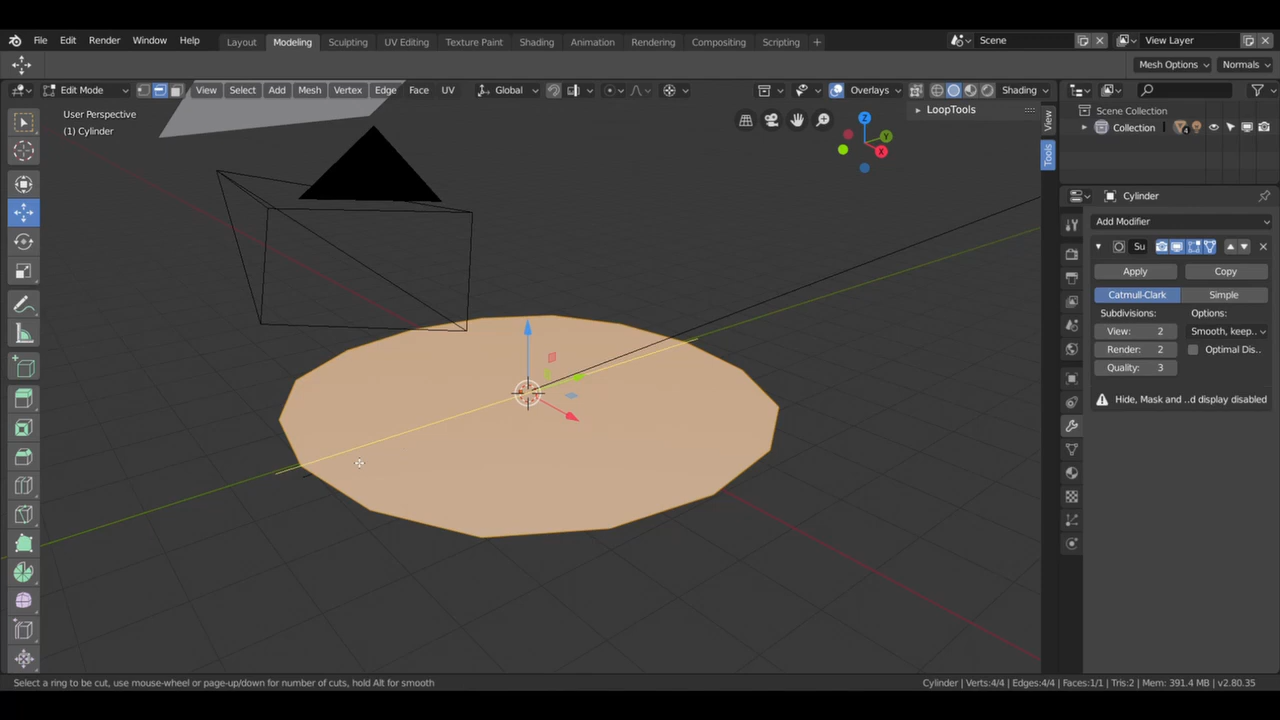 File Edit Render Window Help Layout Modeling Sculpting UV Editing Texture Paint Shading Animation Rendering Compositing Scripting + Scene View Layer
Mesh Options Normals
Edit Mode View Select Add Mesh Vertex Edge Face UV Global Overlays Shading
User Perspective
(1) Cylinder
LoopTools
View
Tools
Z
Y
X
Scene Collection
Collection 4
Cylinder
Add Modifier
Su
Apply Copy
Catmull-Clark Simple
Subdivisions: Options:
View: 2 Smooth, keep..
Render: 2 Optimal Dis..
Quality: 3
Hide, Mask and ..d display disabled
Select a ring to be cut, use mouse-wheel or page-up/down for number of cuts, hold Alt for smooth
Cylinder | Verts:4/4 | Edges:4/4 | Faces:1/1 | Tris:2 | Mem: 391.4 MB | v2.80.35